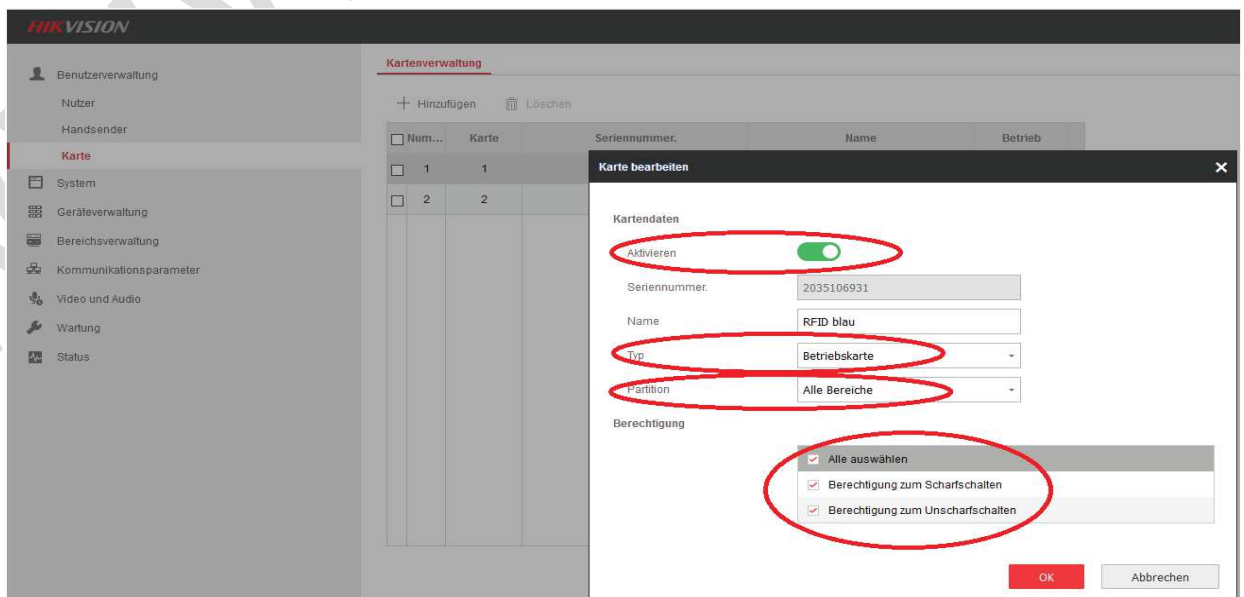 HIKVISION
Benutzerverwaltung
Nutzer
Handsender
Karte
System
Geräteverwaltung
Bereichsverwaltung
Kommunikationsparameter
Video und Audio
Wartung
Status
Kartenverwaltung
+ Hinzufügen Löschen
Num... Karte Seriennummer. Name Betrieb
1 1
2 2
Karte bearbeiten
Kartendaten
Aktivieren
Seriennummer. 2035106931
Name RFID blau
Typ Betriebskarte
Partition Alle Bereiche
Berechtigung
Alle auswählen
Berechtigung zum Scharfschalten
Berechtigung zum Unscharfschalten
OK Abbrechen